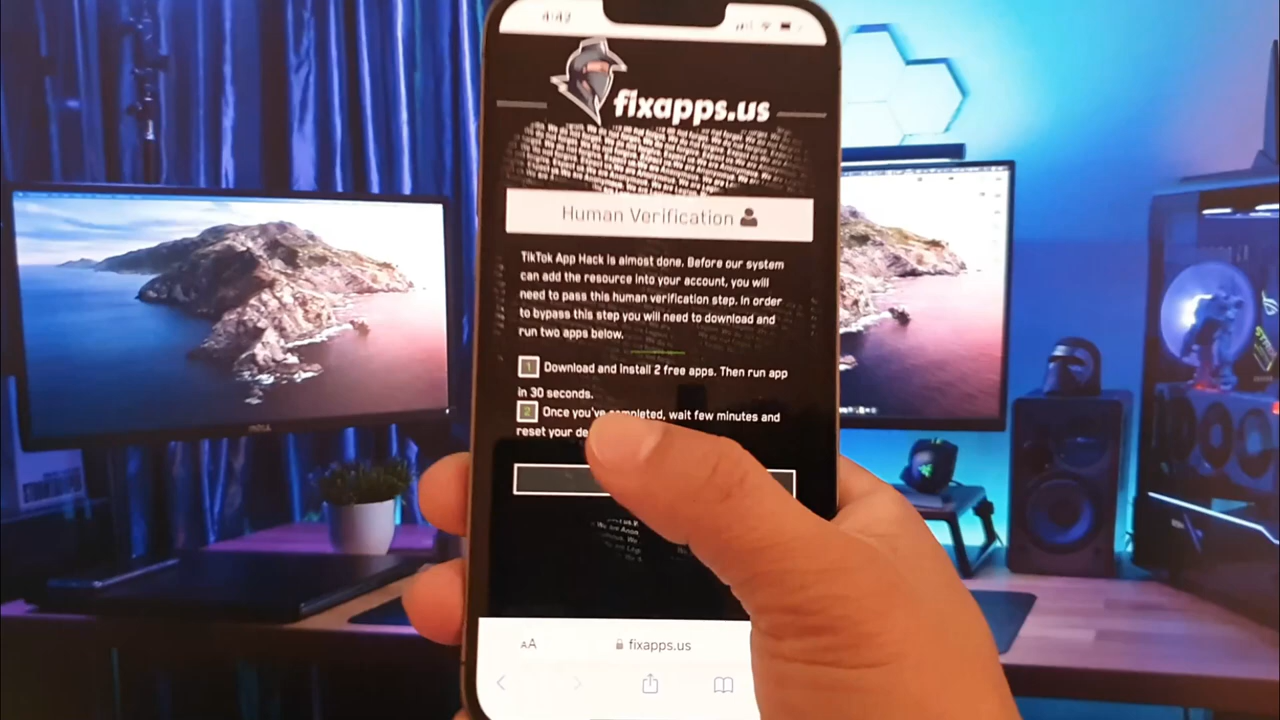 4:42
fixapps.us
Human Verification
TikTok App Hack is almost done. Before our system
can add the resource into your account, you will
need to pass this human verification step. In order
to bypass this step you will need to download and
run two apps below.
1 Download and install 2 free apps. Then run app
in 30 seconds.
2 Once you've completed, wait few minutes and
reset your
AA fixapps.us
DELL